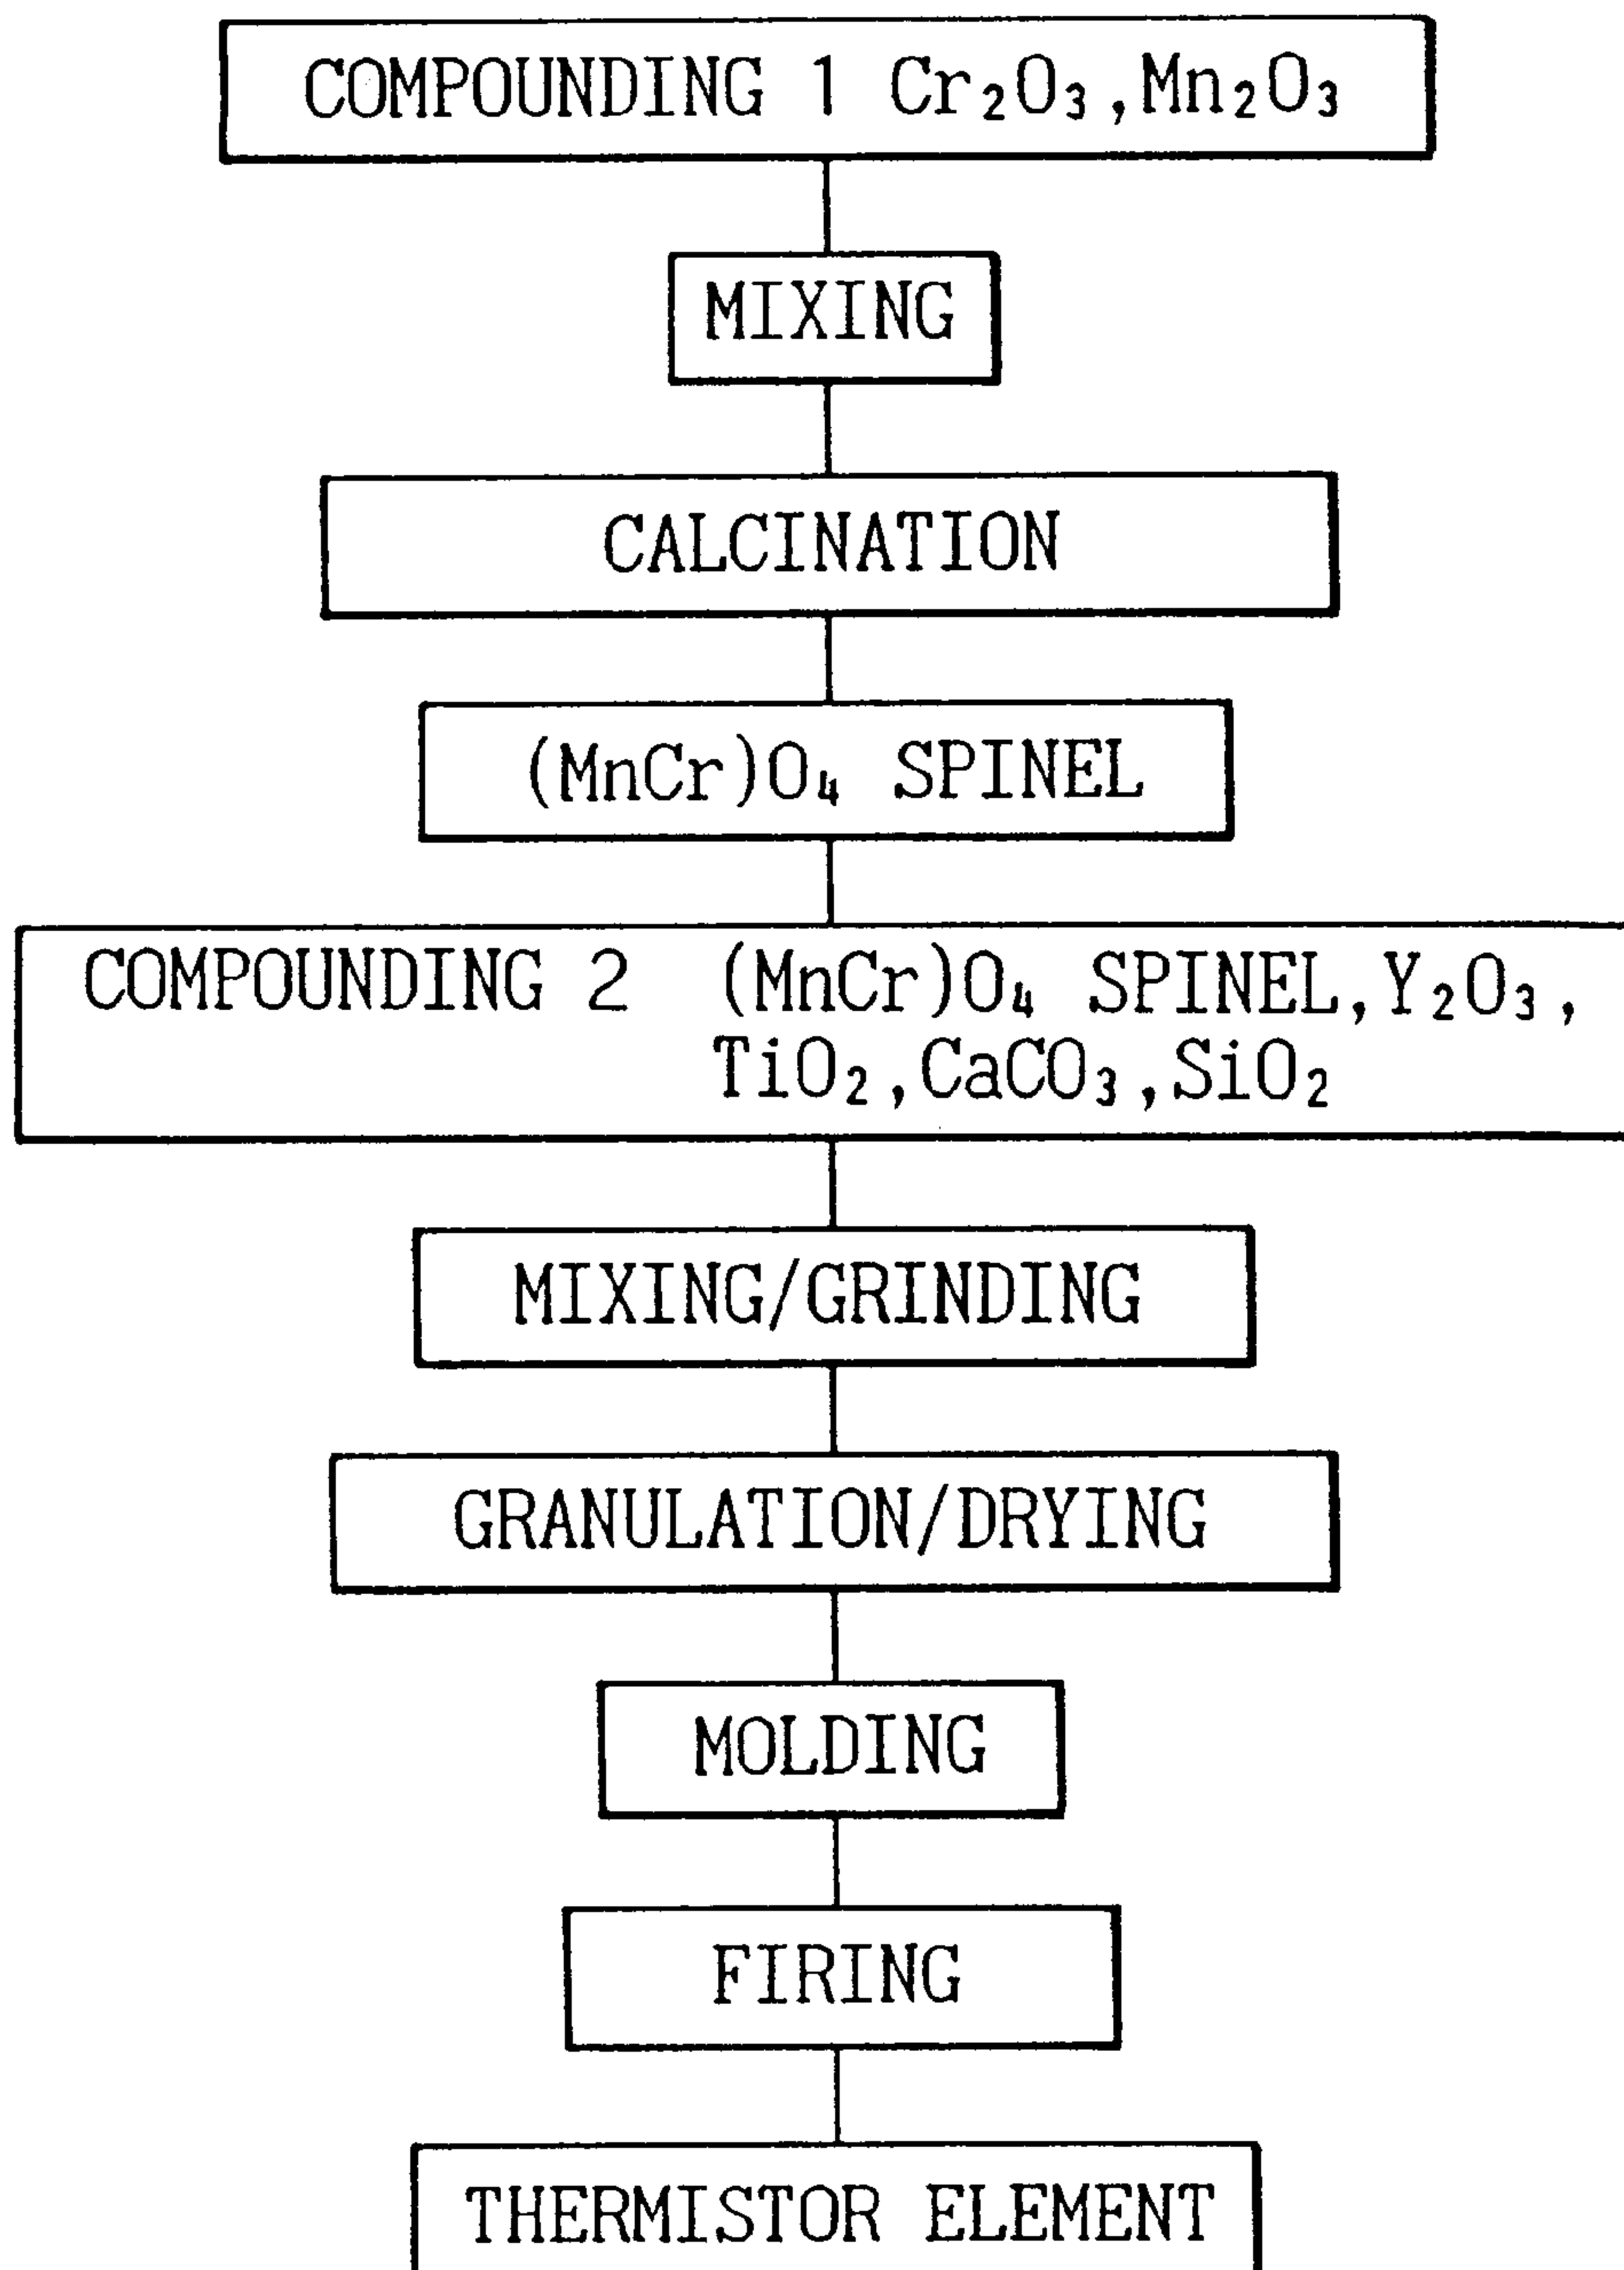 COMPOUNDING 1 Cr₂O₃,Mn₂O₃
MIXING
CALCINATION
(MnCr)O₄ SPINEL
COMPOUNDING 2 (MnCr)O₄ SPINEL,Y₂O₃,
TiO₂,CaCO₃,SiO₂
MIXING/GRINDING
GRANULATION/DRYING
MOLDING
FIRING
THERMISTOR ELEMENT